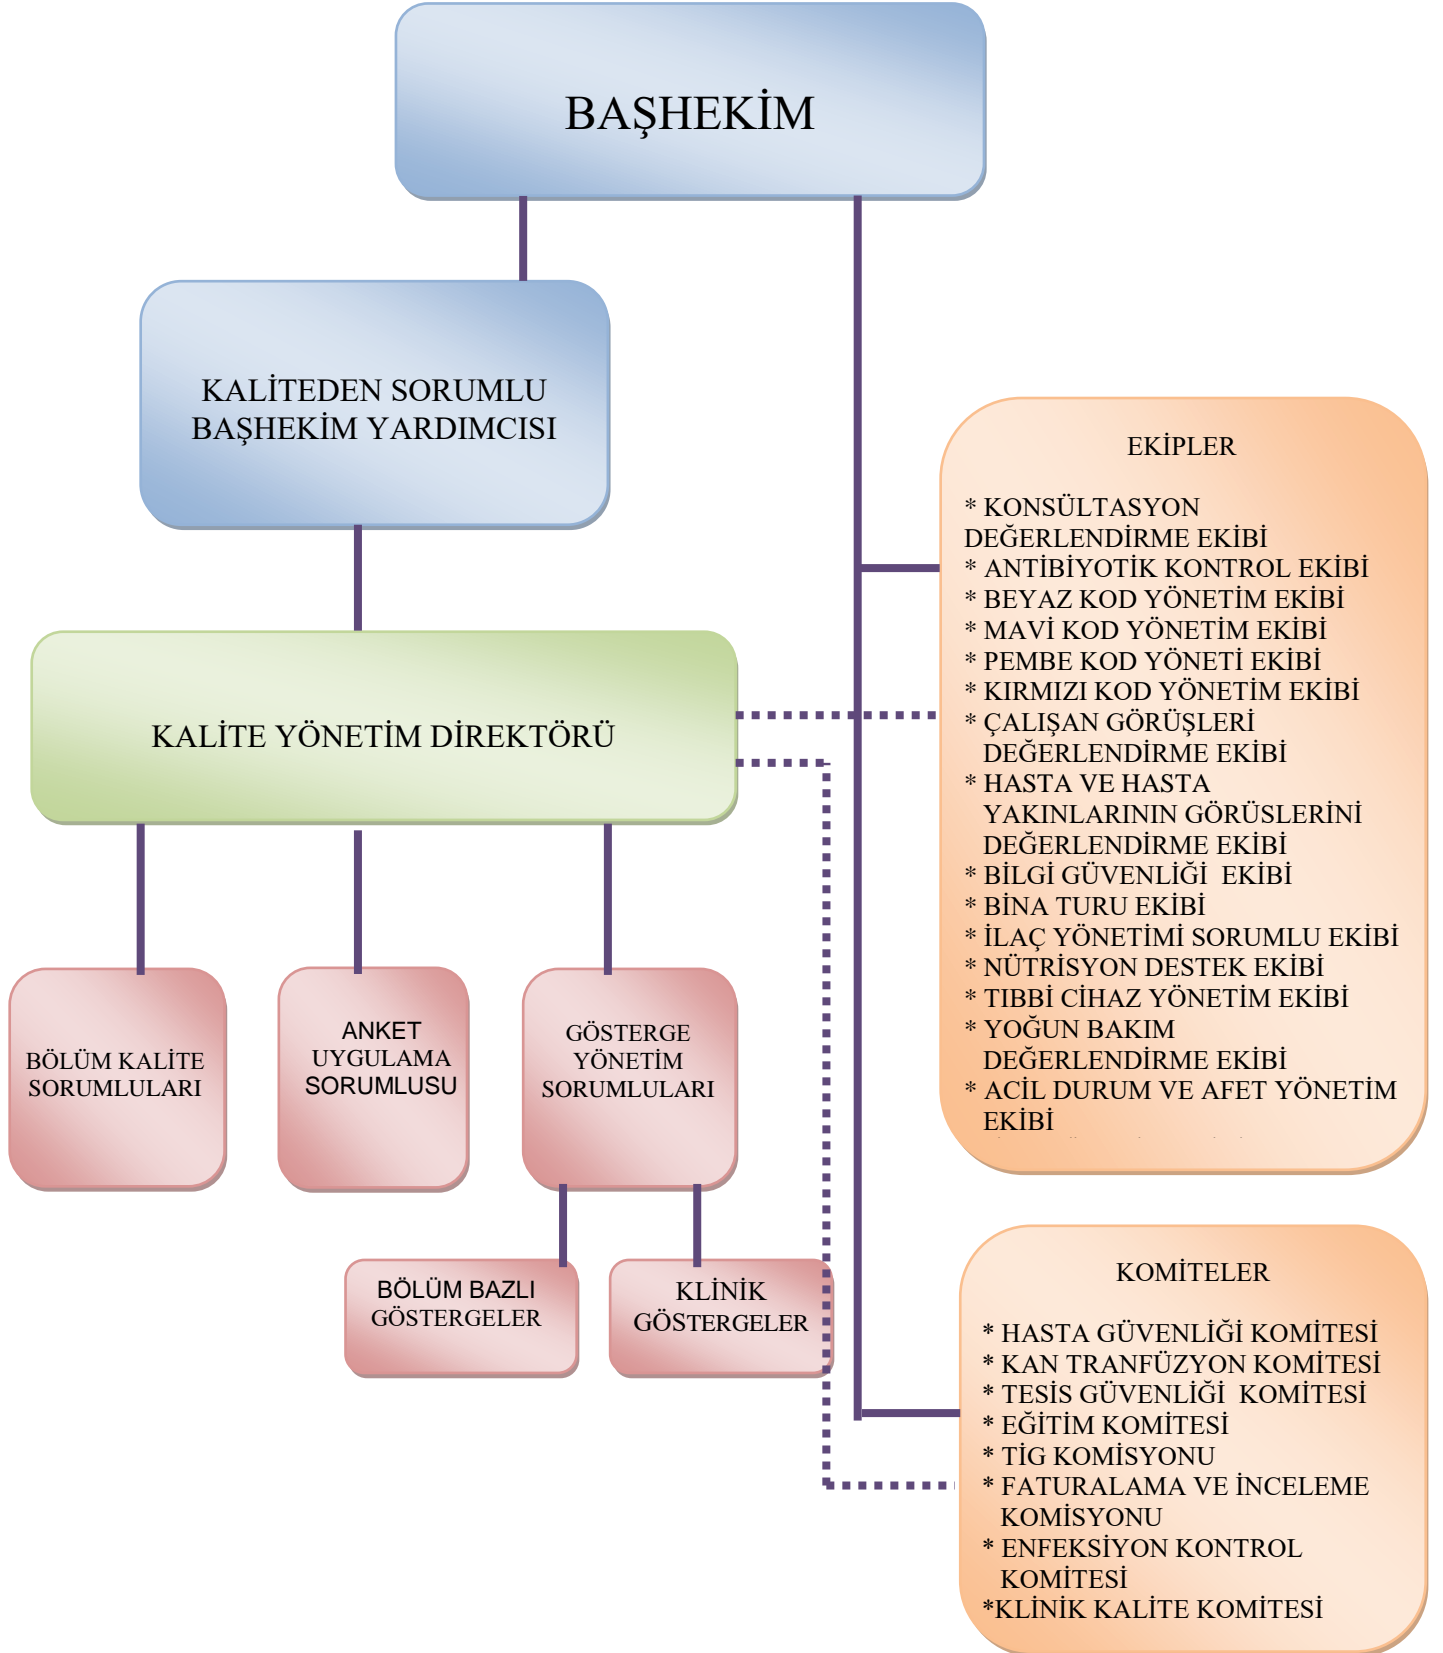 BAŞHEKİM
KALİTEDEN SORUMLU
BAŞHEKİM YARDIMCISI
KALİTE YÖNETİM DİREKTÖRÜ
BÖLÜM KALİTE
SORUMLULARI
ANKET
UYGULAMA
SORUMLUSU
GÖSTERGE
YÖNETİM
SORUMLULARI
BÖLÜM BAZLI
GÖSTERGELER
KLİNİK
GÖSTERGELER
EKİPLER
* KONSÜLTASYON
DEĞERLENDİRME EKİBİ
* ANTİBİYOTİK KONTROL EKİBİ
* BEYAZ KOD YÖNETİM EKİBİ
* MAVİ KOD YÖNETİM EKİBİ
* PEMBE KOD YÖNETİ EKİBİ
* KIRMIZI KOD YÖNETİM EKİBİ
* ÇALIŞAN GÖRÜŞLERİ
DEĞERLENDİRME EKİBİ
* HASTA VE HASTA
YAKINLARININ GÖRÜSLERİNİ
DEĞERLENDİRME EKİBİ
* BİLGİ GÜVENLİĞİ  EKİBİ
* BİNA TURU EKİBİ
* İLAÇ YÖNETİMİ SORUMLU EKİBİ
* NÜTRİSYON DESTEK EKİBİ
* TIBBİ CİHAZ YÖNETİM EKİBİ
* YOĞUN BAKIM
DEĞERLENDİRME EKİBİ
* ACİL DURUM VE AFET YÖNETİM
EKİBİ
KOMİTELER
* HASTA GÜVENLİĞİ KOMİTESİ
* KAN TRANFÜZYON KOMİTESİ
* TESİS GÜVENLİĞİ  KOMİTESİ
* EĞİTİM KOMİTESİ
* TİG KOMİSYONU
* FATURALAMA VE İNCELEME
KOMİSYONU
* ENFEKSİYON KONTROL
KOMİTESİ
*KLİNİK KALİTE KOMİTESİ